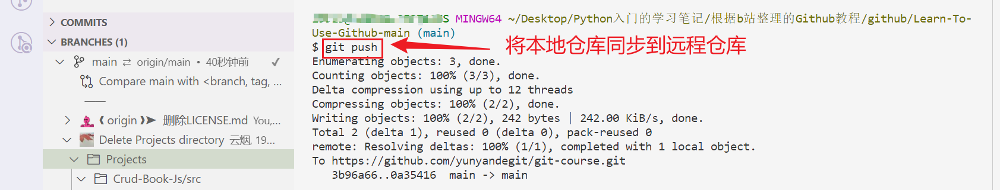 COMMITS
BRANCHES (1)
main ⇄ origin/main • 40秒钟前 ✓
Compare main with <branch, tag, ...
❨ origin ❩➤ 删除LICENSE.md You,...
Delete Projects directory 云烟, 19...
Projects
Crud-Book-Js/src
MINGW64 ~/Desktop/Python入门的学习笔记/根据b站整理的Github教程/github/Learn-To-
Use-Github-main (main)
$ git push
将本地仓库同步到远程仓库
Enumerating objects: 3, done.
Counting objects: 100% (3/3), done.
Delta compression using up to 12 threads
Compressing objects: 100% (2/2), done.
Writing objects: 100% (2/2), 242 bytes | 242.00 KiB/s, done.
Total 2 (delta 1), reused 0 (delta 0), pack-reused 0
remote: Resolving deltas: 100% (1/1), completed with 1 local object.
To https://github.com/yunyandegit/git-course.git
3b96a66..0a35416 main -> main